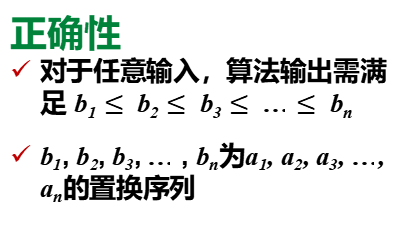 正确性
✓ 对于任意输入，算法输出需满
足 b₁ ≤ b₂ ≤ b₃ ≤ … ≤ bₙ
✓ b₁, b₂, b₃, … , bₙ为a₁, a₂, a₃, …,
aₙ的置换序列